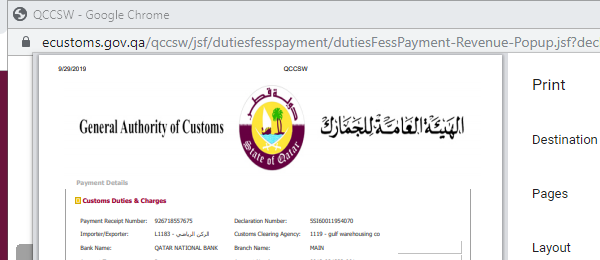 QCCSW - Google Chrome
ecustoms.gov.qa/qccsw/jsf/dutiesfesspayment/dutiesFessPayment-Revenue-Popup.jsf?dec
9/29/2019 QCCSW
Print
دولة قطر
General Authority of Customs الهيئة العامة للجمارك
State of Qatar
Destination
Payment Details
Customs Duties & Charges
Pages
Payment Receipt Number: 926718557675 Declaration Number: 5SI60011954070
Importer/Exporter: L1183 - الركن الرياضي Customs Clearing Agency: 1119 - gulf warehousing co
Bank Name: QATAR NATIONAL BANK Branch Name: MAIN
Layout